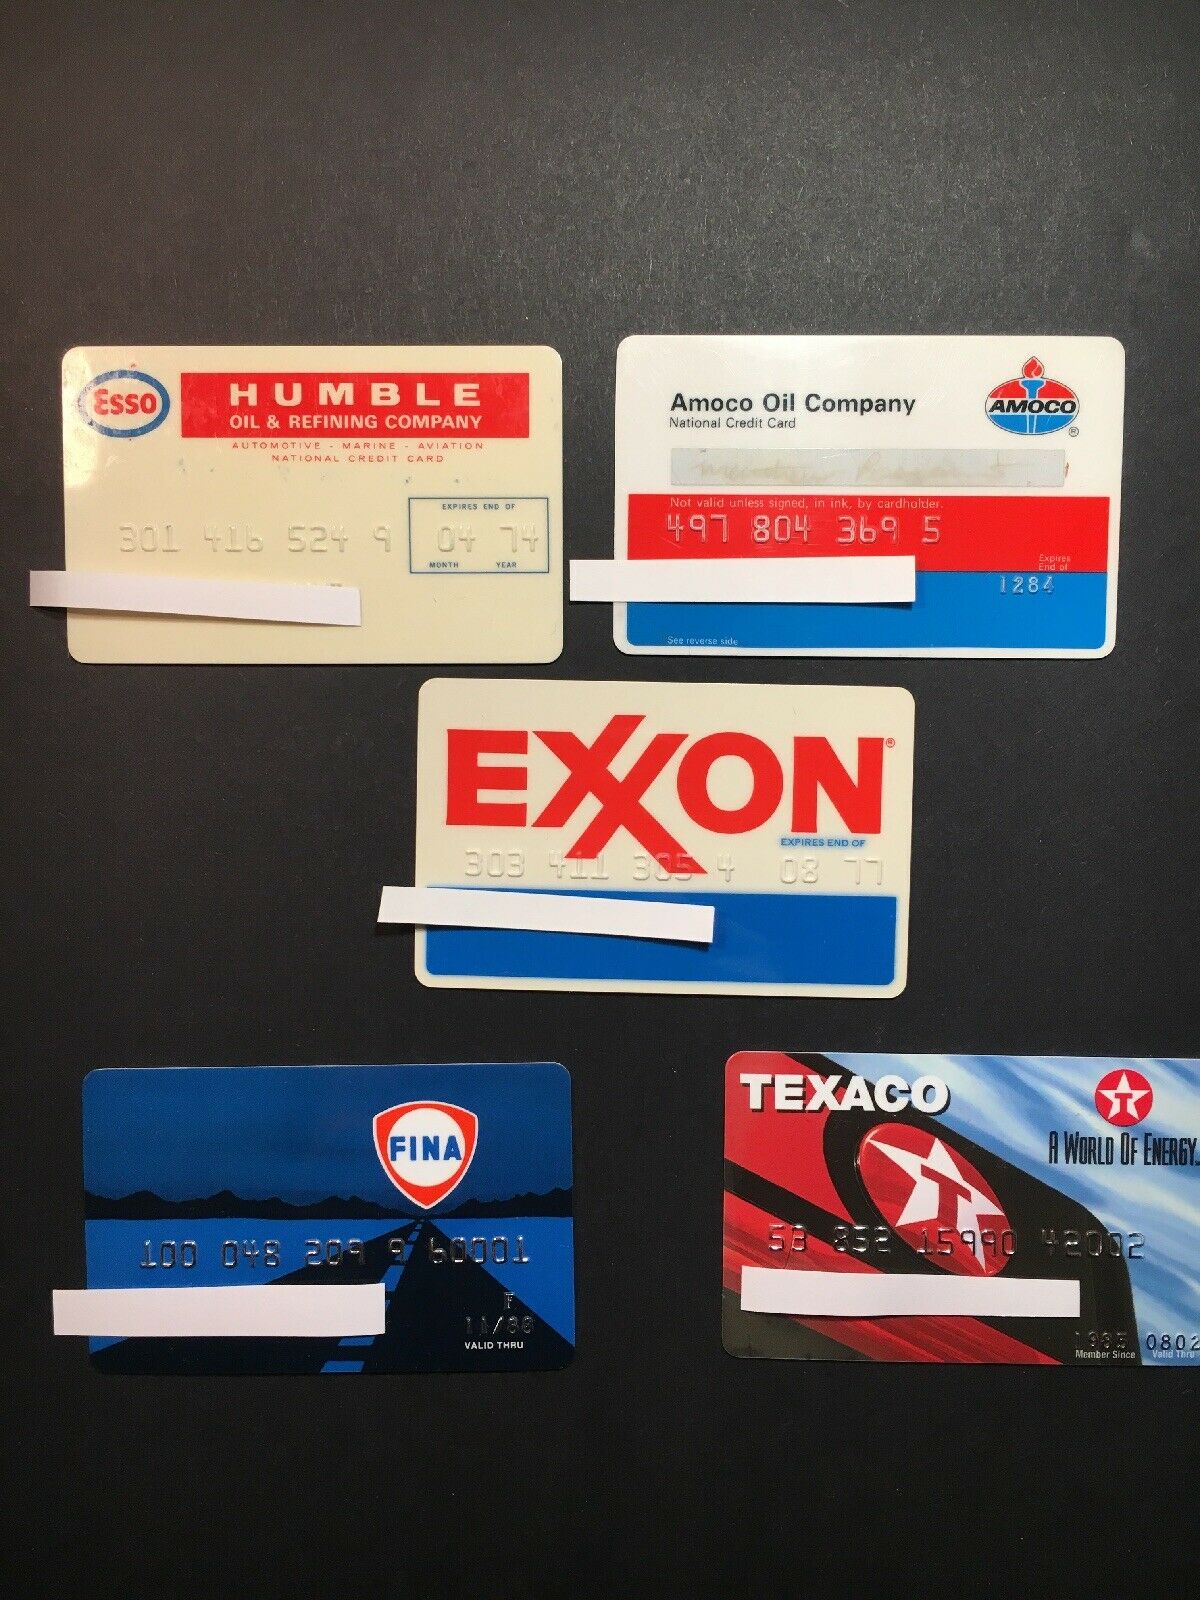 Esso
HUMBLE
OIL & REFINING COMPANY
AUTOMOTIVE - MARINE - AVIATION
NATIONAL CREDIT CARD
EXPIRES END OF
301 416 524 9 04 74
MONTH YEAR
Amoco Oil Company
National Credit Card
AMOCO
®
Not valid unless signed, in ink, by cardholder.
497 804 369 5
Expires
End of
1284
See reverse side
EXXON®
EXPIRES END OF
303 411 305 4 08 77
FINA
100 048 209 9 60001
F
11/86
VALID THRU
TEXACO
T
A WORLD OF ENERGY
T
53 832 15990 42002
1985 0802
Member Since Valid Thru